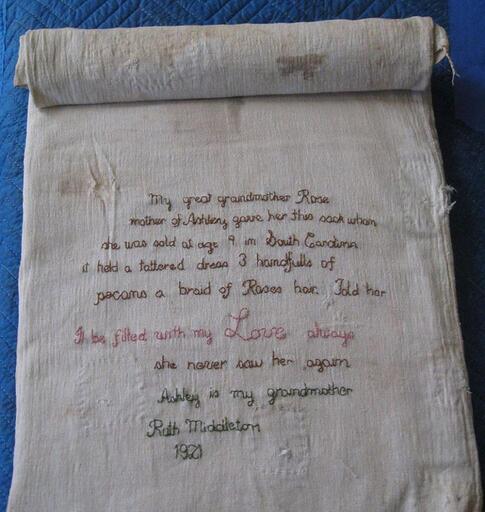 My great grandmother Rose
mother of Ashley gave her this sack when
she was sold at age 9 in South Carolina
it held a tattered dress 3 handfulls of
pecans a braid of Roses hair. Told her
It be filled with my Love always
she never saw her again
Ashley is my grandmother
Ruth Middleton
1921